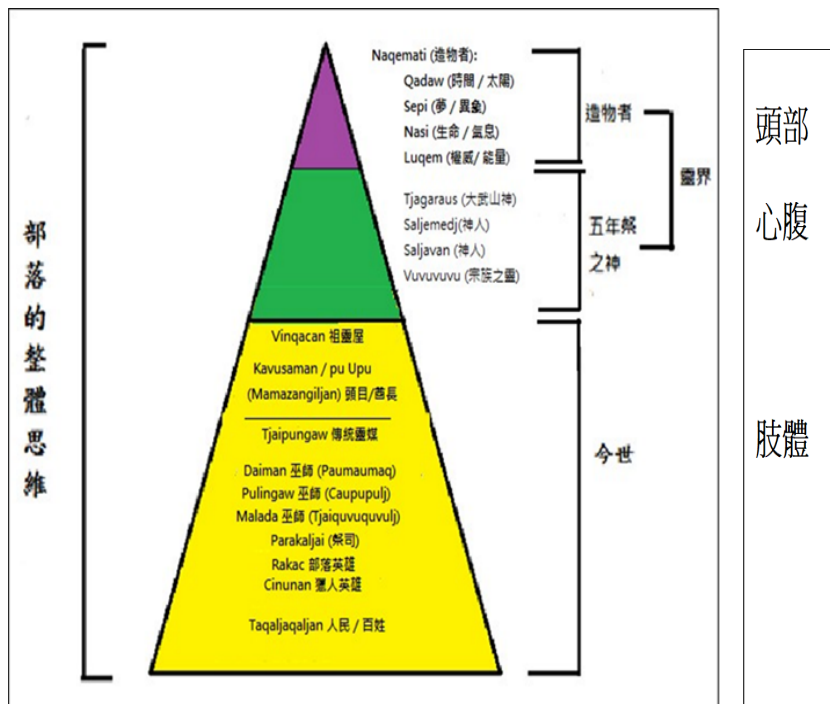 部落的整體思維
Naqemati (造物者):
Qadaw (時間 / 太陽)
Sepi (夢 / 異象)
Nasi (生命 / 氣息)
Luqem (權威/ 能量)
造物者
Tjagaraus (大武山神)
Saljemedj(神人)
Saljavan (神人)
Vuvuvuvu (宗族之靈)
五年祭
之神
靈界
Vinqacan 祖靈屋
Kavusaman / pu Upu
(Mamazangiljan) 頭目/酋長
Tjaipungaw 傳統靈媒
Daiman 巫師 (Paumaumaq)
Pulingaw 巫師 (Caupupulj)
Malada 巫師 (Tjaiquvuquvulj)
Parakaljai (祭司)
Rakac 部落英雄
Cinunan 獵人英雄
Taqaljaqaljan 人民 / 百姓
今世
頭部
心腹
肢體